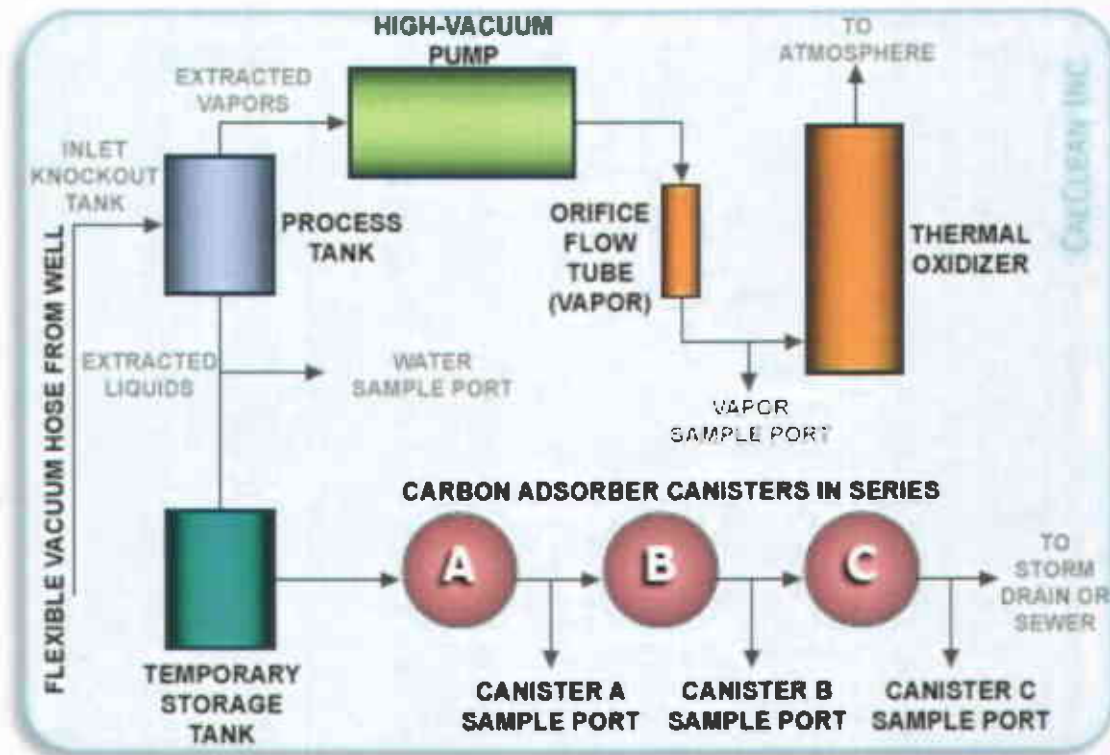 HIGH-VACUUM
PUMP
TO
ATMOSPHERE
EXTRACTED
VAPORS
INLET
KNOCKOUT
TANK
PROCESS
TANK
ORIFICE
FLOW
TUBE
(VAPOR)
THERMAL
OXIDIZER
CALCLEAN INC
FLEXIBLE VACUUM HOSE FROM WELL
EXTRACTED
LIQUIDS
WATER
SAMPLE PORT
VAPOR
SAMPLE PORT
CARBON ADSORBER CANISTERS IN SERIES
A
B
C
TO
STORM
DRAIN OR
SEWER
TEMPORARY
STORAGE
TANK
CANISTER A
SAMPLE PORT
CANISTER B
SAMPLE PORT
CANISTER C
SAMPLE PORT